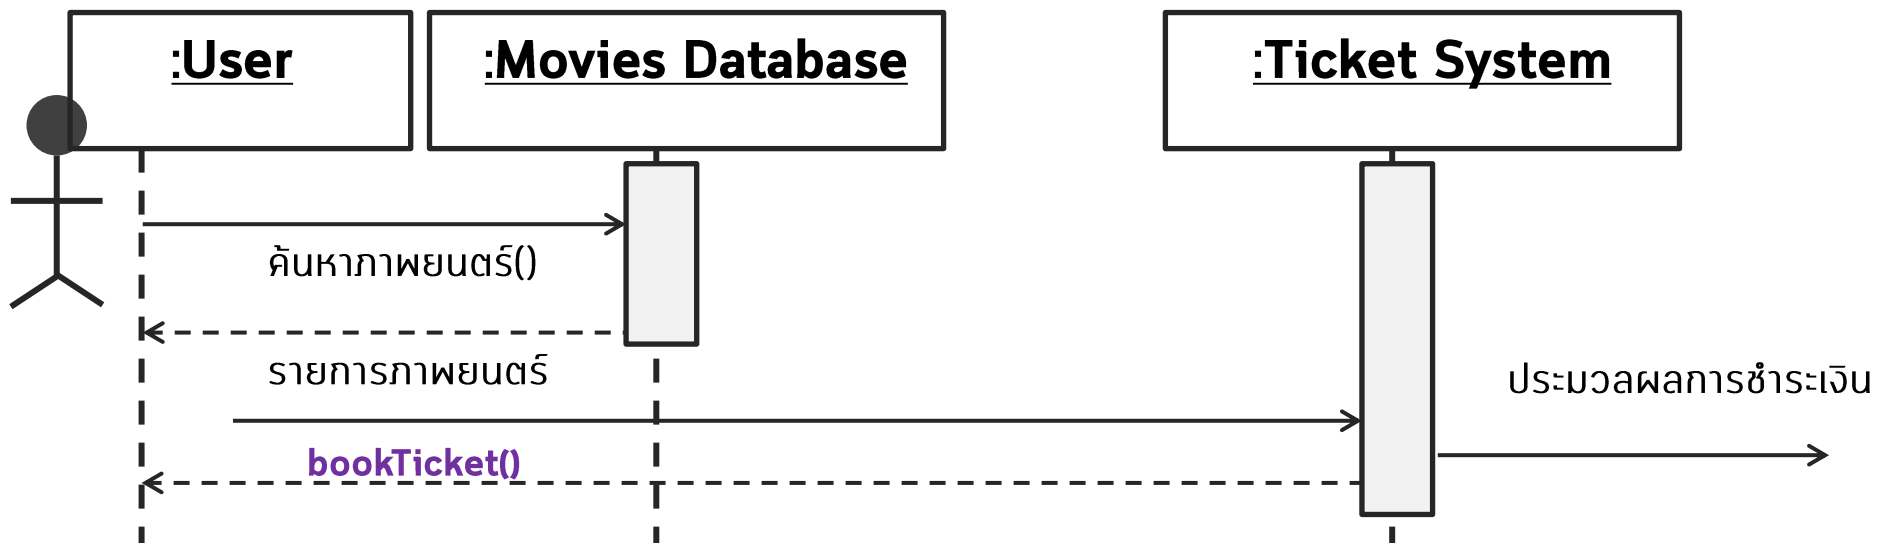 :User
:Movies Database
:Ticket System
ค้นหาภาพยนตร์()
รายการภาพยนตร์
ประมวลผลการชำระเงิน
bookTicket()